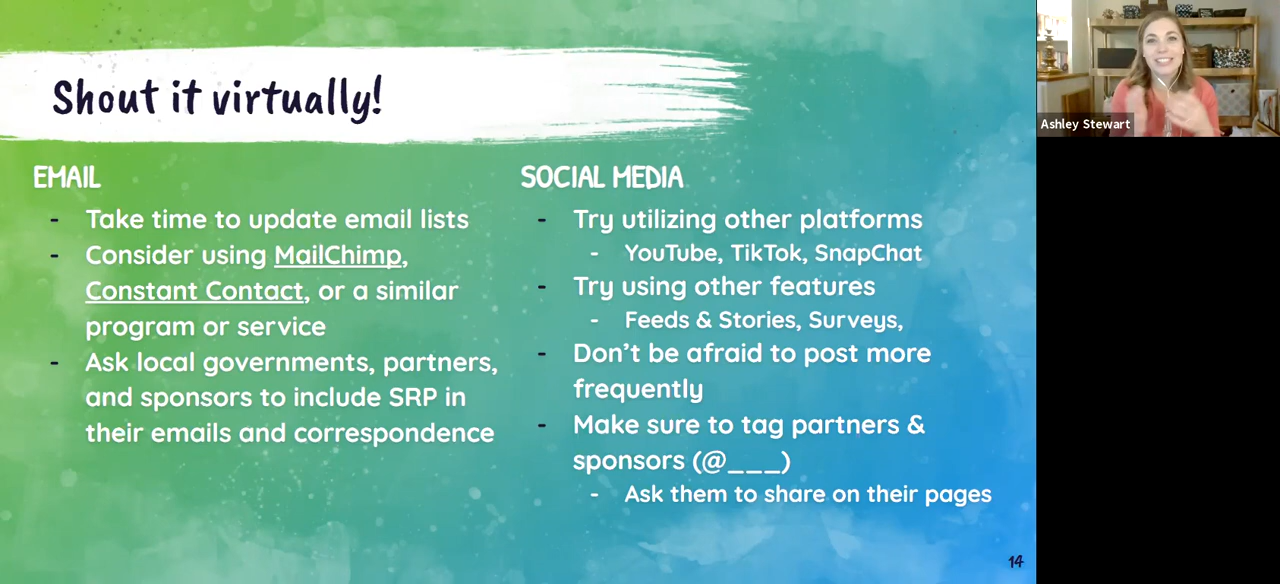 Shout it virtually!
EMAIL
- Take time to update email lists
- Consider using MailChimp,
Constant Contact, or a similar
program or service
- Ask local governments, partners,
and sponsors to include SRP in
their emails and correspondence
SOCIAL MEDIA
- Try utilizing other platforms
- YouTube, TikTok, SnapChat
- Try using other features
- Feeds & Stories, Surveys,
- Don't be afraid to post more
frequently
- Make sure to tag partners &
sponsors (@___)
- Ask them to share on their pages
14
Ashley Stewart